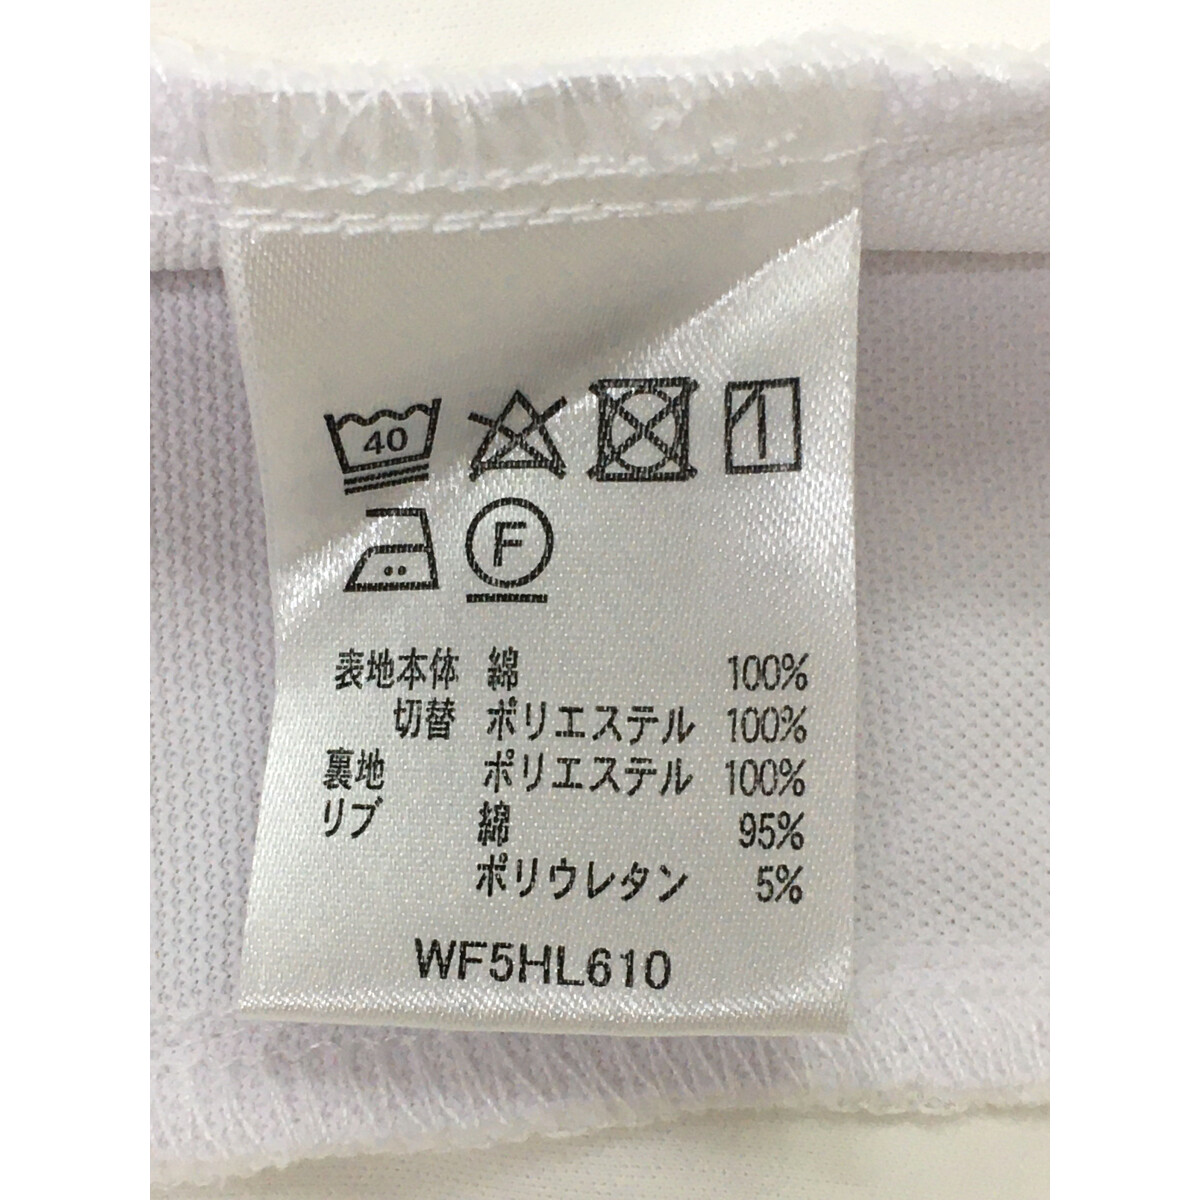 40
F
表地本体 綿 100%
切替 ポリエステル 100%
裏地 ポリエステル 100%
リブ 綿 95%
ポリウレタン 5%
WF5HL610